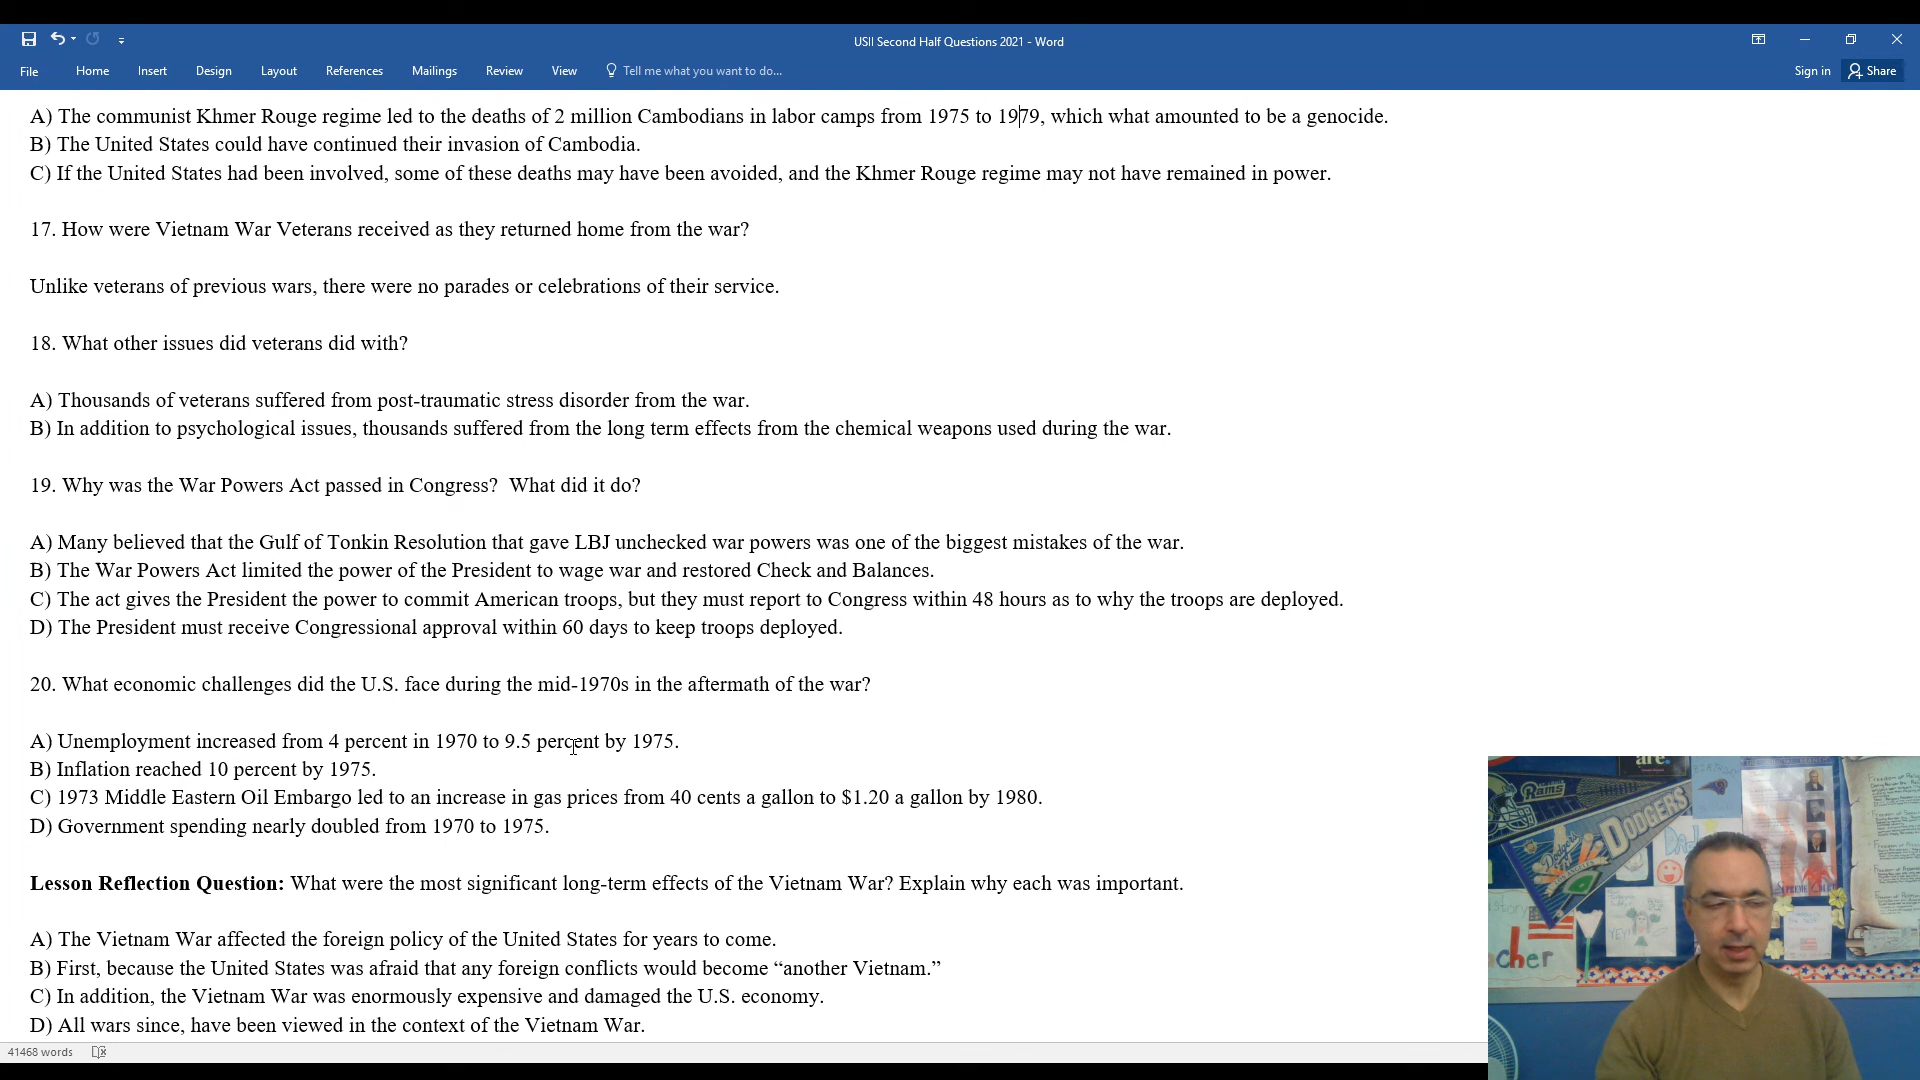 USII Second Half Questions 2021 - Word
File Home Insert Design Layout References Mailings Review View Tell me what you want to do... Sign in Share
A) The communist Khmer Rouge regime led to the deaths of 2 million Cambodians in labor camps from 1975 to 1979, which what amounted to be a genocide.
B) The United States could have continued their invasion of Cambodia.
C) If the United States had been involved, some of these deaths may have been avoided, and the Khmer Rouge regime may not have remained in power.
17. How were Vietnam War Veterans received as they returned home from the war?
Unlike veterans of previous wars, there were no parades or celebrations of their service.
18. What other issues did veterans did with?
A) Thousands of veterans suffered from post-traumatic stress disorder from the war.
B) In addition to psychological issues, thousands suffered from the long term effects from the chemical weapons used during the war.
19. Why was the War Powers Act passed in Congress?  What did it do?
A) Many believed that the Gulf of Tonkin Resolution that gave LBJ unchecked war powers was one of the biggest mistakes of the war.
B) The War Powers Act limited the power of the President to wage war and restored Check and Balances.
C) The act gives the President the power to commit American troops, but they must report to Congress within 48 hours as to why the troops are deployed.
D) The President must receive Congressional approval within 60 days to keep troops deployed.
20. What economic challenges did the U.S. face during the mid-1970s in the aftermath of the war?
A) Unemployment increased from 4 percent in 1970 to 9.5 percent by 1975.
B) Inflation reached 10 percent by 1975.
C) 1973 Middle Eastern Oil Embargo led to an increase in gas prices from 40 cents a gallon to $1.20 a gallon by 1980.
D) Government spending nearly doubled from 1970 to 1975.
Lesson Reflection Question: What were the most significant long-term effects of the Vietnam War? Explain why each was important.
A) The Vietnam War affected the foreign policy of the United States for years to come.
B) First, because the United States was afraid that any foreign conflicts would become “another Vietnam.”
C) In addition, the Vietnam War was enormously expensive and damaged the U.S. economy.
D) All wars since, have been viewed in the context of the Vietnam War.
41468 words
are.
Rams
DODGERS
Dodgers
YEY!
cher